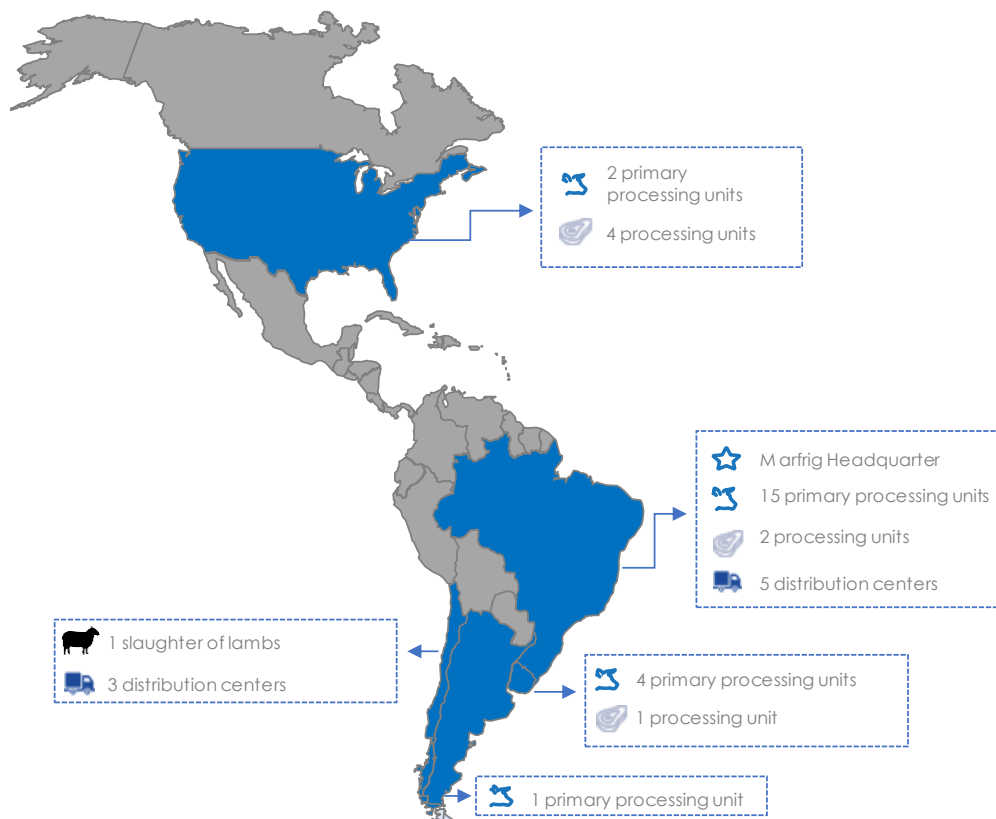 2 primary
processing units
4 processing units
Marfrig Headquarter
15 primary processing units
2 processing units
5 distribution centers
1 slaughter of lambs
3 distribution centers
4 primary processing units
1 processing unit
1 primary processing unit